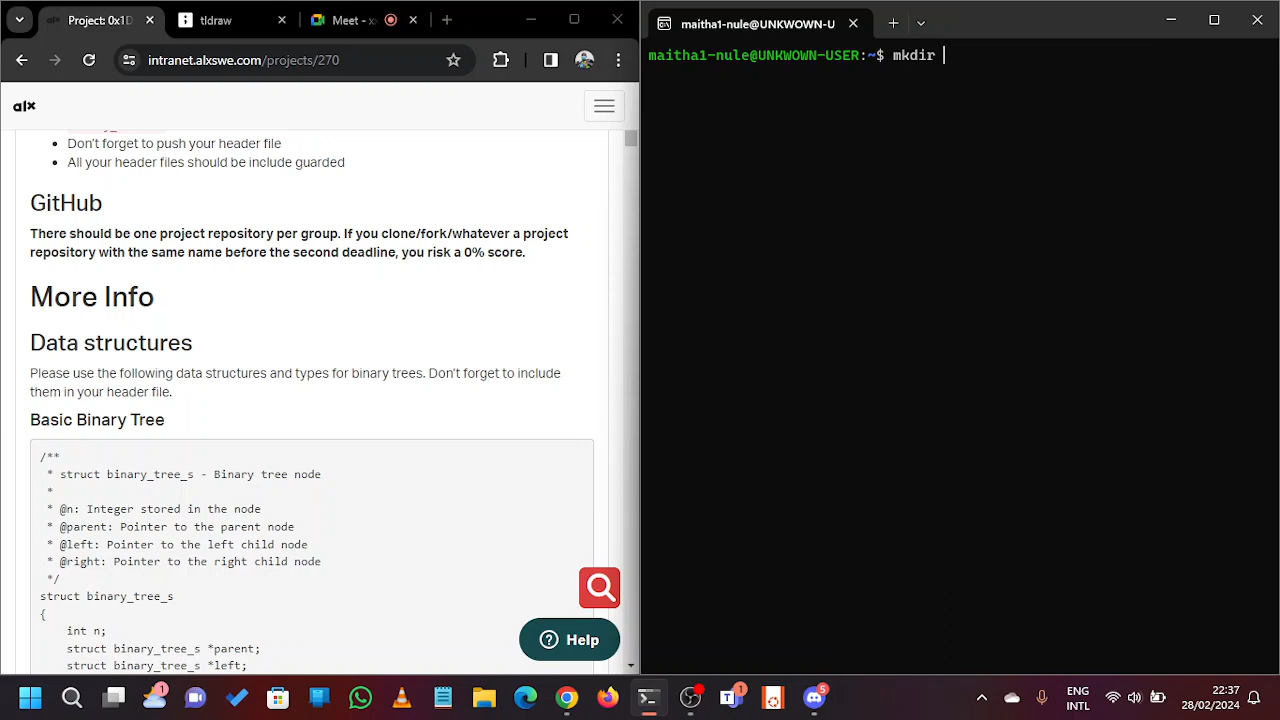 Project 0x1D
tldraw
Meet - x
intranet.alxswe.com/projects/270
alx
Don't forget to push your header file
All your header files should be include guarded
GitHub
There should be one project repository per group. If you clone/fork/whatever a project
repository with the same name before the second deadline, you risk a 0% score.
More Info
Data structures
Please use the following data structures and types for binary trees. Don't forget to include
them in your header file.
Basic Binary Tree
/**
* struct binary_tree_s - Binary tree node
*
* @n: Integer stored in the node
* @parent: Pointer to the parent node
* @left: Pointer to the left child node
* @right: Pointer to the right child node
*/
struct binary_tree_s
{
int n;
struct binary_tree_s *parent;
struct binary_tree_s *left;
Help
maitha1-nule@UNKWOWN-U
maitha1-nule@UNKWOWN-USER:~$ mkdir
1
1
5
ENG
INTL
22:37
28/02/2024